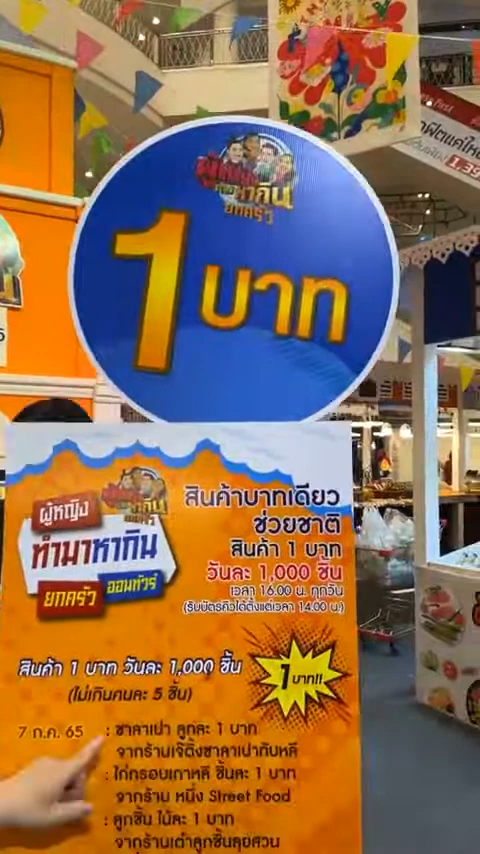 1 บาท
ผู้หญิง
ทำมาหากิน
ยกครัว ออนทัวร์
สินค้าบาทเดียว
ช่วยชาติ
สินค้า 1 บาท
วันละ 1,000 ชิ้น
เวลา 16.00 น. ทุกวัน
(รับบัตรคิวได้ตั้งแต่เวลา 14.00 น.)
สินค้า 1 บาท วันละ 1,000 ชิ้น
(ไม่เกินคนละ 5 ชิ้น)
1 บาท!!
7 ก.ค. 65 : ซาลาเปา ลูกละ 1 บาท
จากร้านเจ๊ติ๋งซาลาเปาทับหลี
: ไก่กรอบเกาหลี ชิ้นละ 1 บาท
จากร้าน หนึ่ง Street Food
: ลูกชิ้น ไม้ละ 1 บาท
จากร้านเต๋าลูกชิ้นลุยสวน